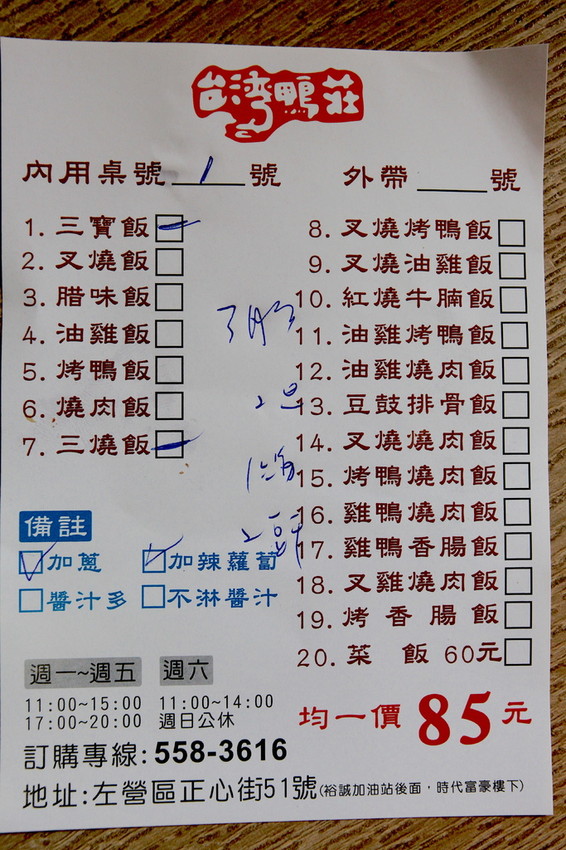 台灣鴨莊
內用桌號 1 號
外帶____號
1. 三寶飯
2. 叉燒飯
3. 腊味飯
4. 油雞飯
5. 烤鴨飯
6. 燒肉飯
7. 三燒飯
8. 叉燒烤鴨飯
9. 叉燒油雞飯
10. 紅燒牛腩飯
11. 油雞烤鴨飯
12. 油雞燒肉飯
13. 豆鼓排骨飯
14. 叉燒燒肉飯
15. 烤鴨燒肉飯
16. 雞鴨燒肉飯
17. 雞鴨香腸飯
18. 叉雞燒肉飯
19. 烤香腸飯
20. 菜 飯 60元
備註
加蔥 加辣蘿蔔
醬汁多 不淋醬汁
週一~週五 週六
11:00~15:00 11:00~14:00
17:00~20:00 週日公休
均一價 85元
訂購專線:558-3616
地址:左營區正心街51號(裕誠加油站後面，時代富豪樓下)